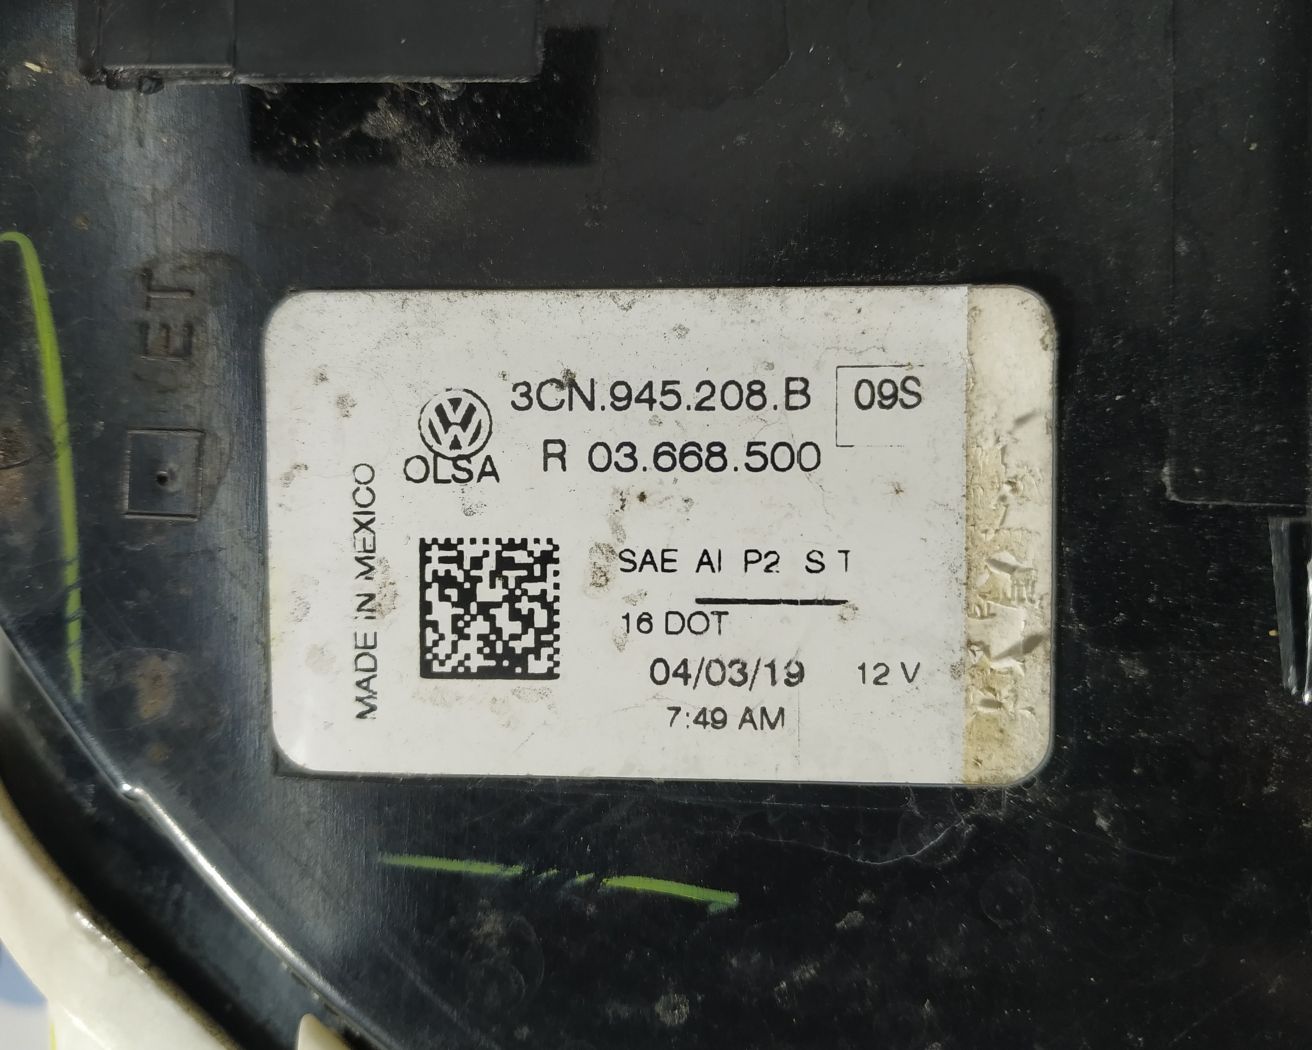 3CN.945.208.B 09S
R 03.668.500
OLSA
MADE IN MEXICO
SAE AI P2 S T
16 DOT
04/03/19 12 V
7:49 AM